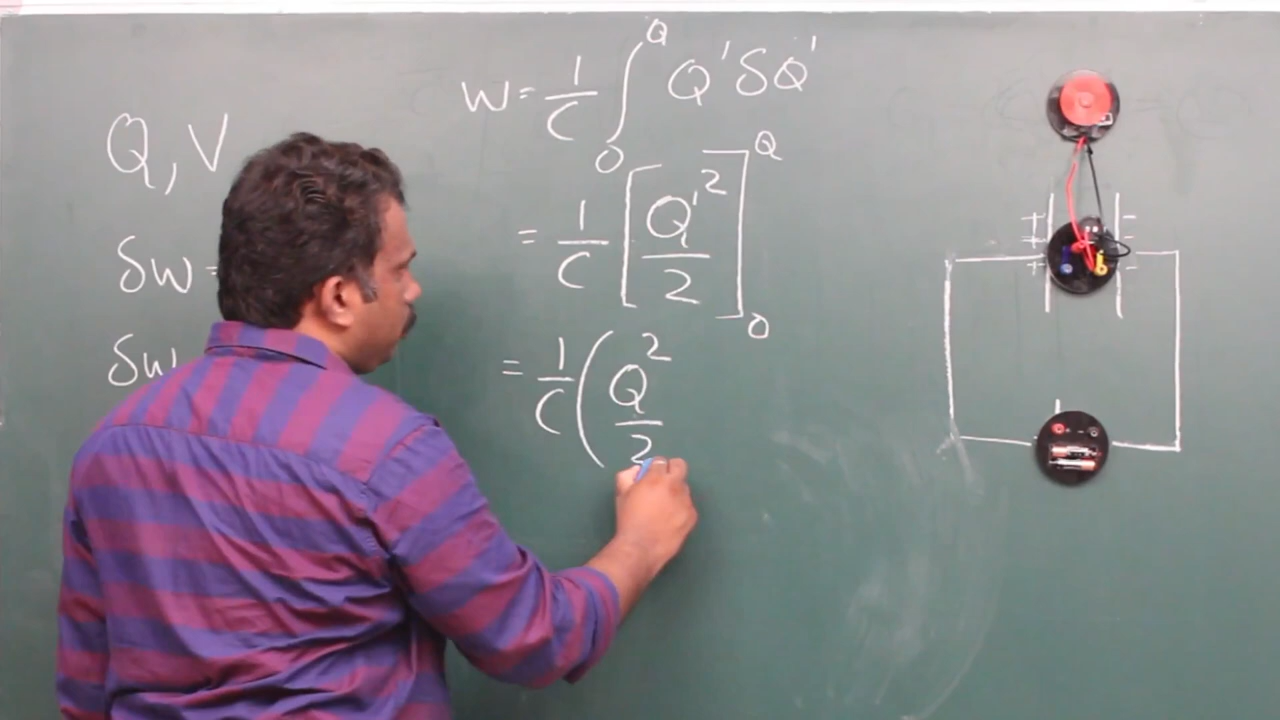 Q, V
δw =
δw
W = 1/C ∫₀^Q Q' δQ'
= 1/C [Q'²/2]₀^Q
= 1/C (Q²/2
+ -
+ -
+ -